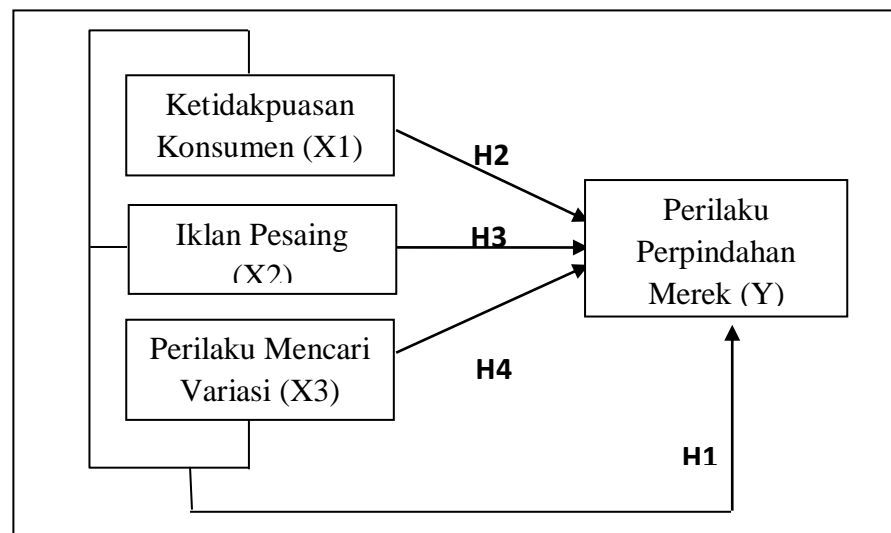 Ketidakpuasan
Konsumen (X1)
H2
Iklan Pesaing
(X2)
H3
Perilaku
Perpindahan
Merek (Y)
Perilaku Mencari
Variasi (X3)
H4
H1